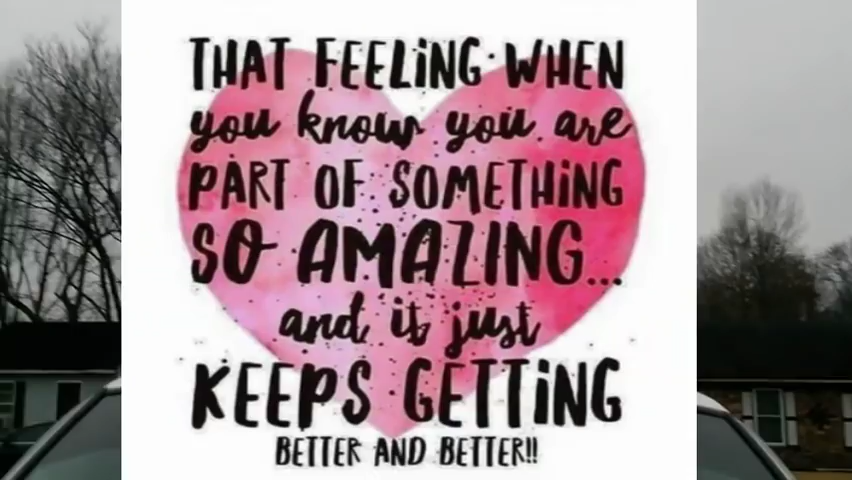 THAT FEELING WHEN
you know you are
PART OF SOMETHING
SO AMAZING...
and it just
KEEPS GETTING
BETTER AND BETTER!!